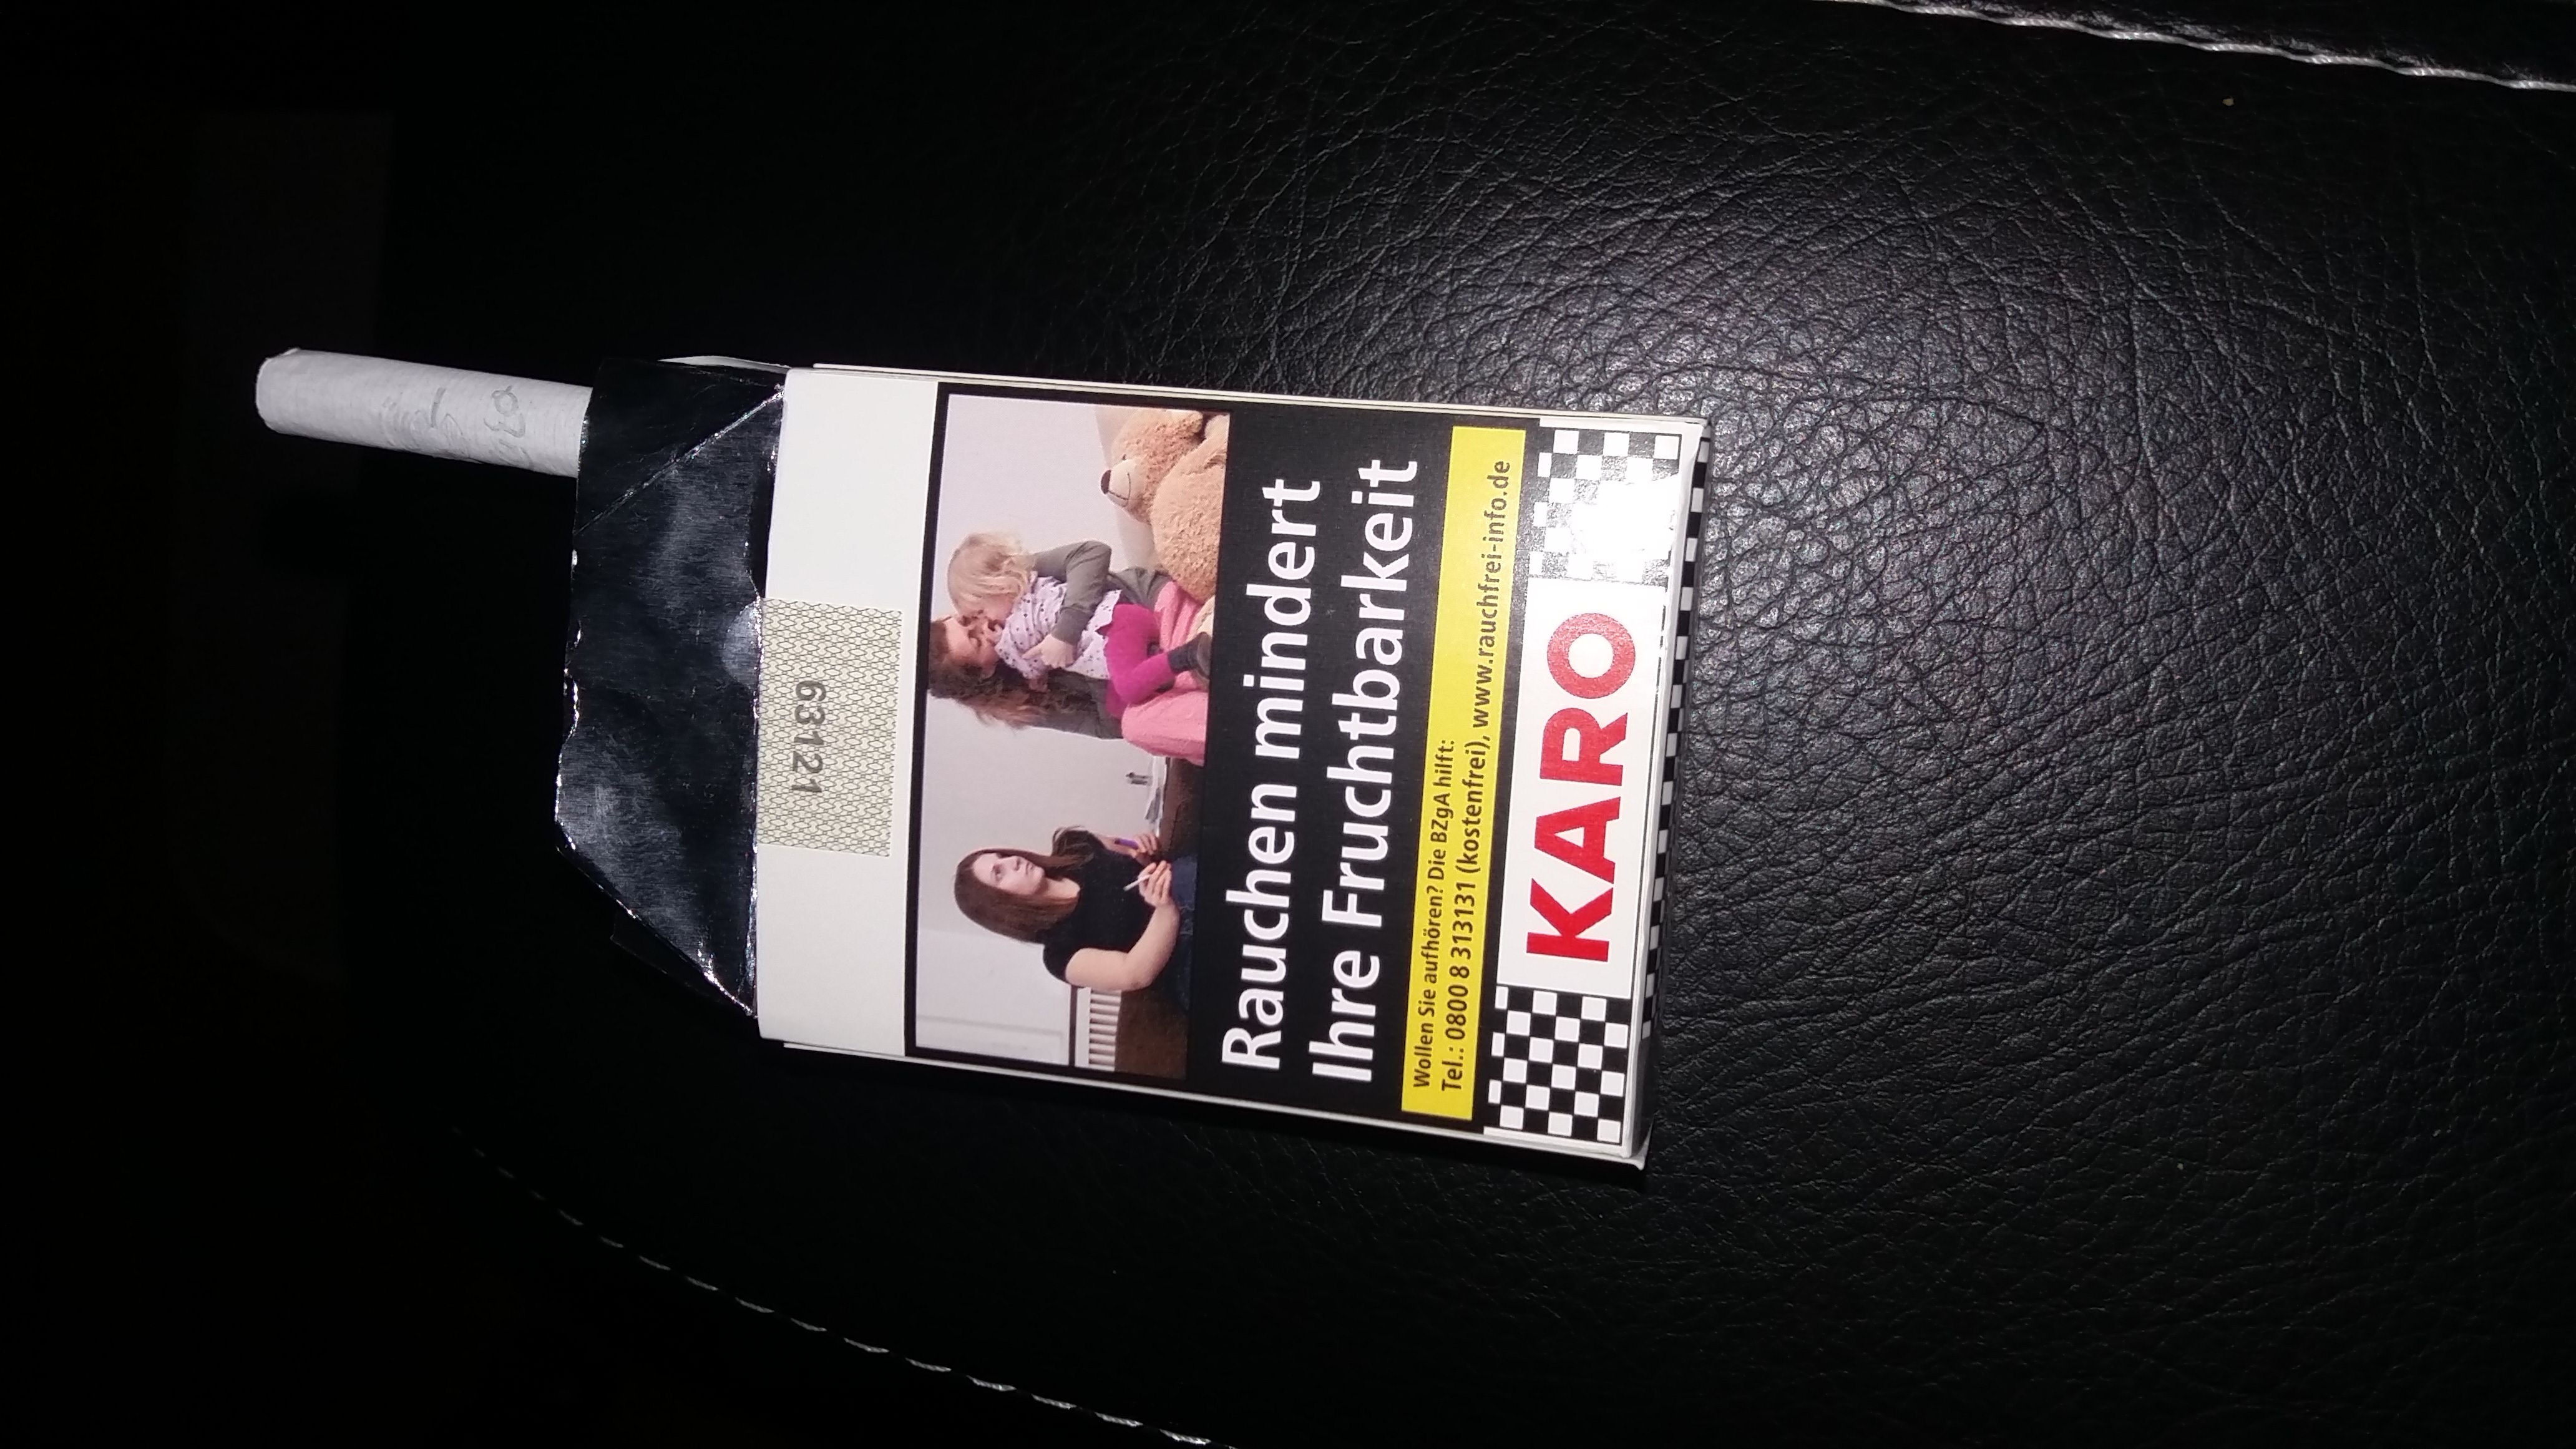 63121
Rauchen mindert
Ihre Fruchtbarkeit
Wollen Sie aufhören? Die BZgA hilft:
Tel.: 0800 8 313131 (kostenfrei), www.rauchfrei-info.de
KARO